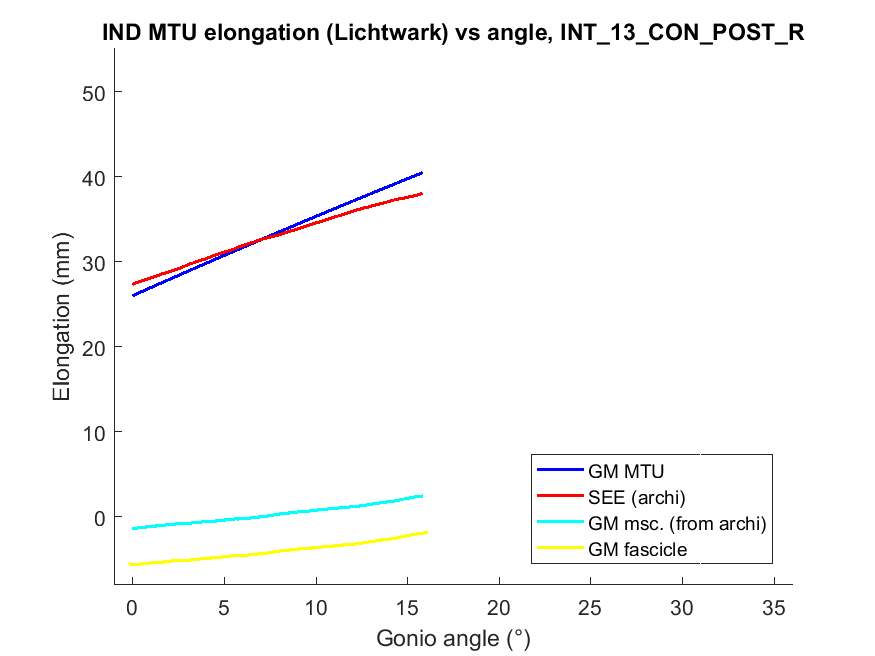 IND MTU elongation (Lichtwark) vs angle, INT_13_CON_POST_R
50
40
30
20
10
0
Elongation (mm)
GM MTU
SEE (archi)
GM msc. (from archi)
GM fascicle
0 5 10 15 20 25 30 35
Gonio angle (°)